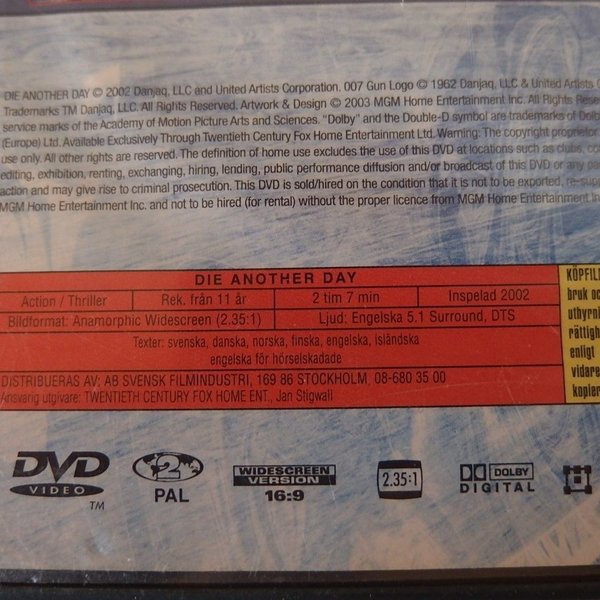 DIE ANOTHER DAY © 2002 Danjaq, LLC and United Artists Corporation. 007 Gun Logo © 1962 Danjaq, LLC & United Artists
Trademarks TM Danjaq, LLC. All Rights Reserved. Artwork & Design © 2003 MGM Home Entertainment Inc. All Rights
service marks of the Academy of Motion Picture Arts and Sciences. "Dolby" and the Double-D symbol are trademarks of
(Europe) Ltd. Available Exclusively Through Twentieth Century Fox Home Entertainment Ltd. Warning: The copyright proprietor
use only. All other rights are reserved. The definition of home use excludes the use of this DVD at locations such as clubs,
editing, exhibition, renting, exchanging, hiring, lending, public performance diffusion and/or broadcast of this DVD or any
action and may give rise to criminal prosecution. This DVD is sold/hired on the condition that it is not to be exported,
MGM Home Entertainment Inc. and not to be hired (for rental) without the proper licence from MGM Home Entertainment
DIE ANOTHER DAY
Action / Thriller Rek. från 11 år 2 tim 7 min Inspelad 2002
Bildformat: Anamorphic Widescreen (2.35:1) Ljud: Engelska 5.1 Surround, DTS
Texter: svenska, danska, norska, finska, engelska, isländska
engelska för hörselskadade
DISTRIBUERAS AV: AB SVENSK FILMINDUSTRI, 169 86 STOCKHOLM, 08-680 35 00
Ansvarig utgivare: TWENTIETH CENTURY FOX HOME ENT., Jan Stigwall
KÖPFIL
bruk oc
uthyrni
rättigh
enligt
vidare
kopier
DVD VIDEO TM
2 PAL
WIDESCREEN VERSION 16:9
2.35:1
DOLBY DIGITAL